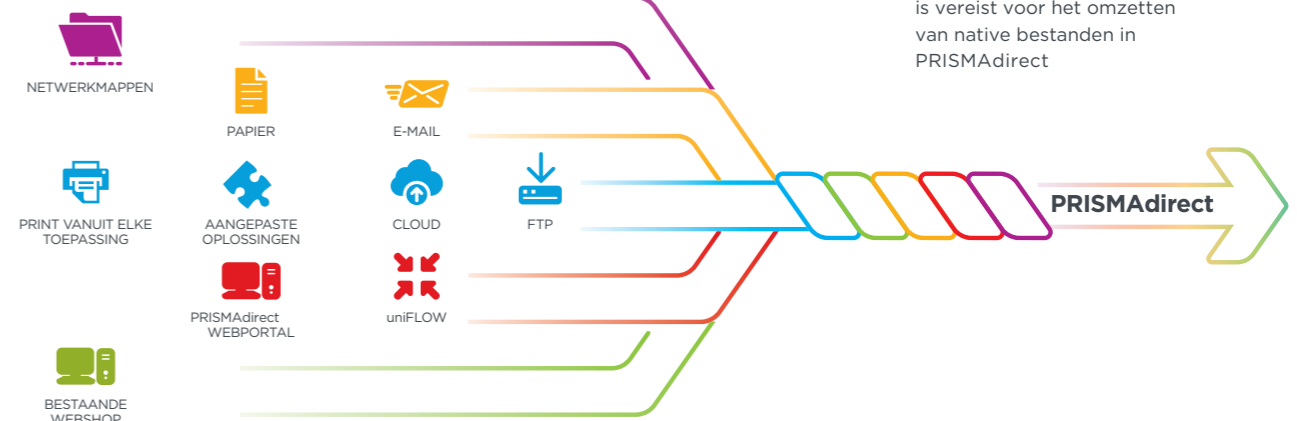 is vereist voor het omzetten
van native bestanden in
PRISMAdirect
NETWERKMAPPEN
PAPIER
E-MAIL
PRINT VANUIT ELKE
TOEPASSING
AANGEPASTE
OPLOSSINGEN
CLOUD
FTP
PRISMAdirect
PRISMAdirect
WEBPORTAL
uniFLOW
BESTAANDE
WEBSHOP